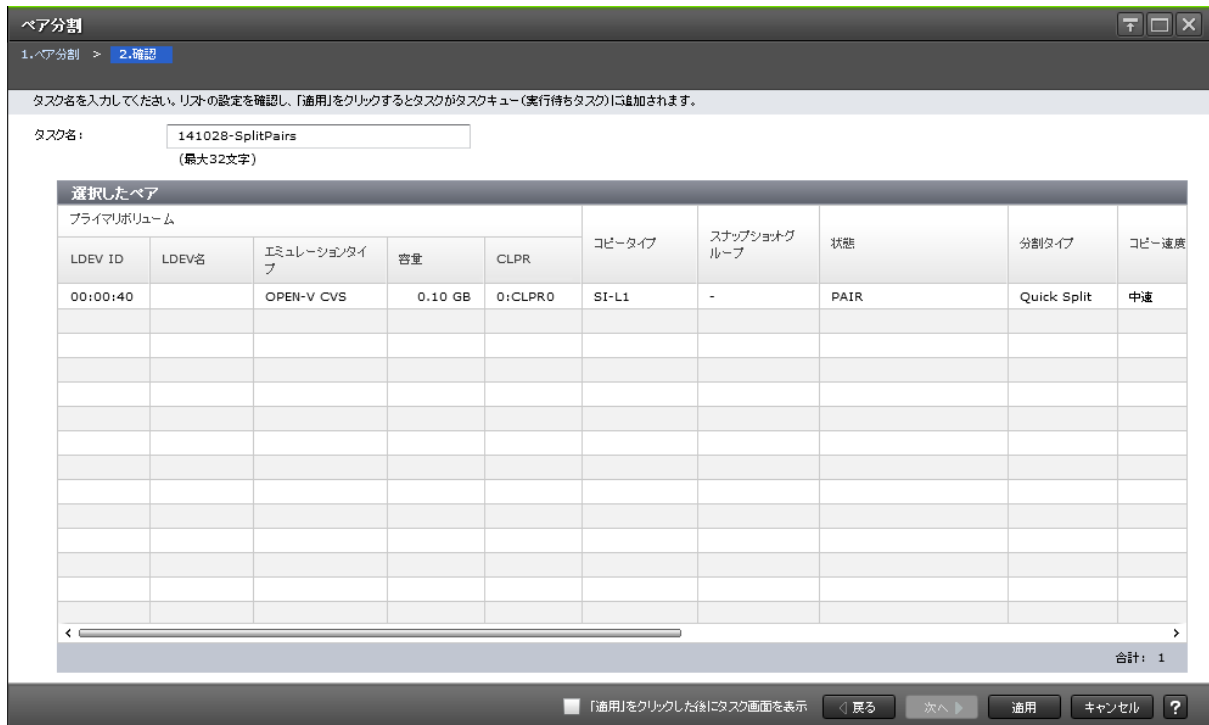 ペア分割
1.ペア分割 > 2.確認
タスク名を入力してください。リストの設定を確認し、「適用」をクリックするとタスクがタスクキュー(実行待ちタスク)に追加されます。
タスク名:
141028-SplitPairs
(最大32文字)
選択したペア
プライマリボリューム
LDEV ID
LDEV名
エミュレーションタイ
プ
容量
CLPR
コピータイプ
スナップショットグ
ループ
状態
分割タイプ
コピー速度
00:00:40 OPEN-V CVS 0.10 GB 0:CLPR0 SI-L1 - PAIR Quick Split 中速
合計: 1
「適用」をクリックした後にタスク画面を表示
戻る
次へ
適用
キャンセル
?